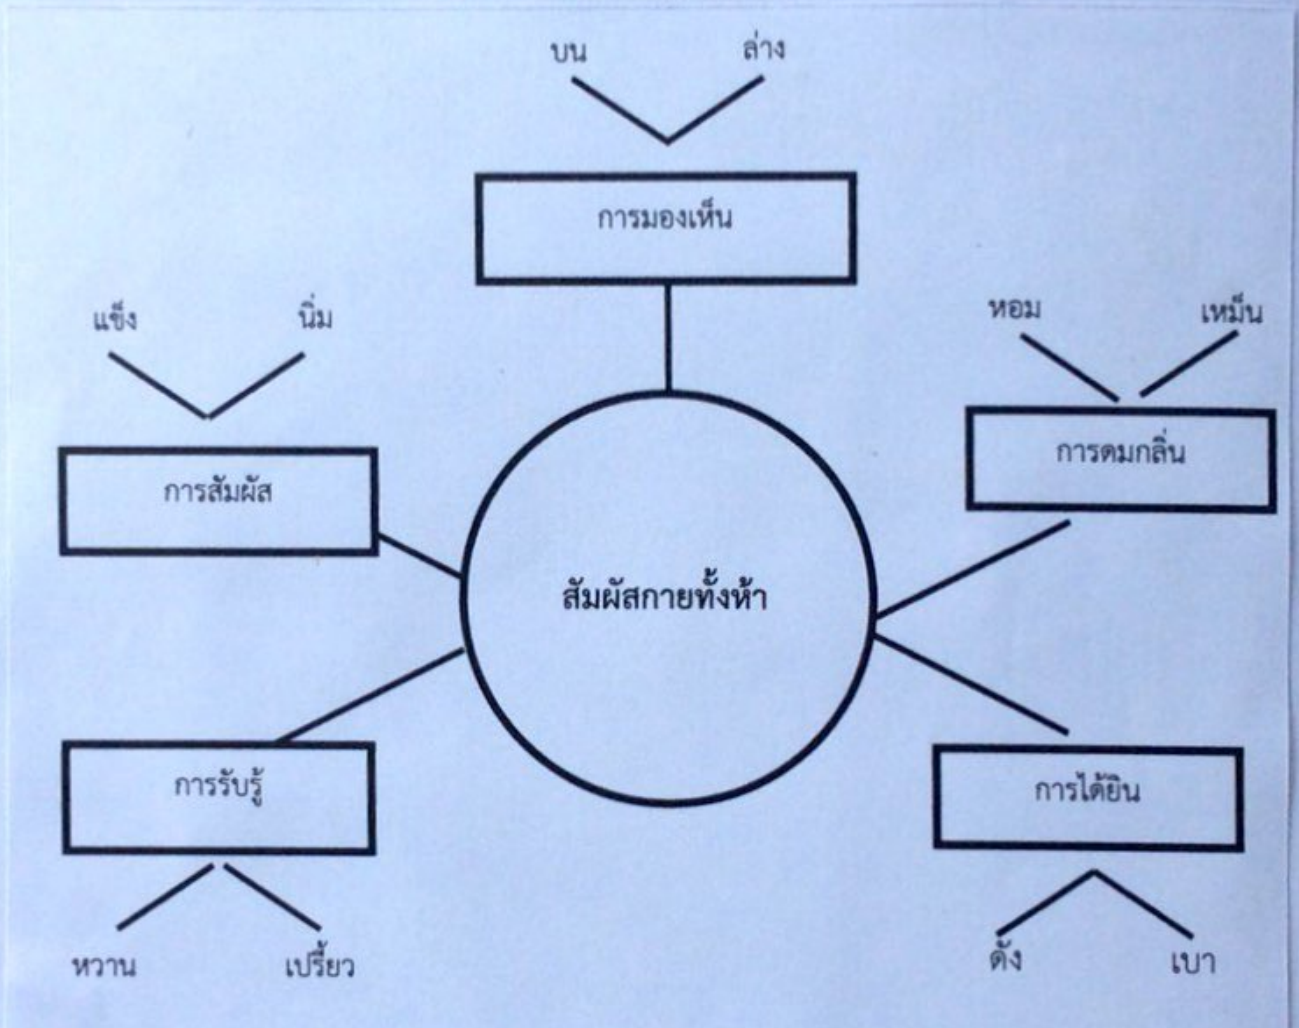 บน ล่าง
การมองเห็น
แข็ง นิ่ม
หอม เหม็น
การสัมผัส
การดมกลิ่น
สัมผัสกายทั้งห้า
การรับรู้
การได้ยิน
หวาน เปรี้ยว
ดัง เบา